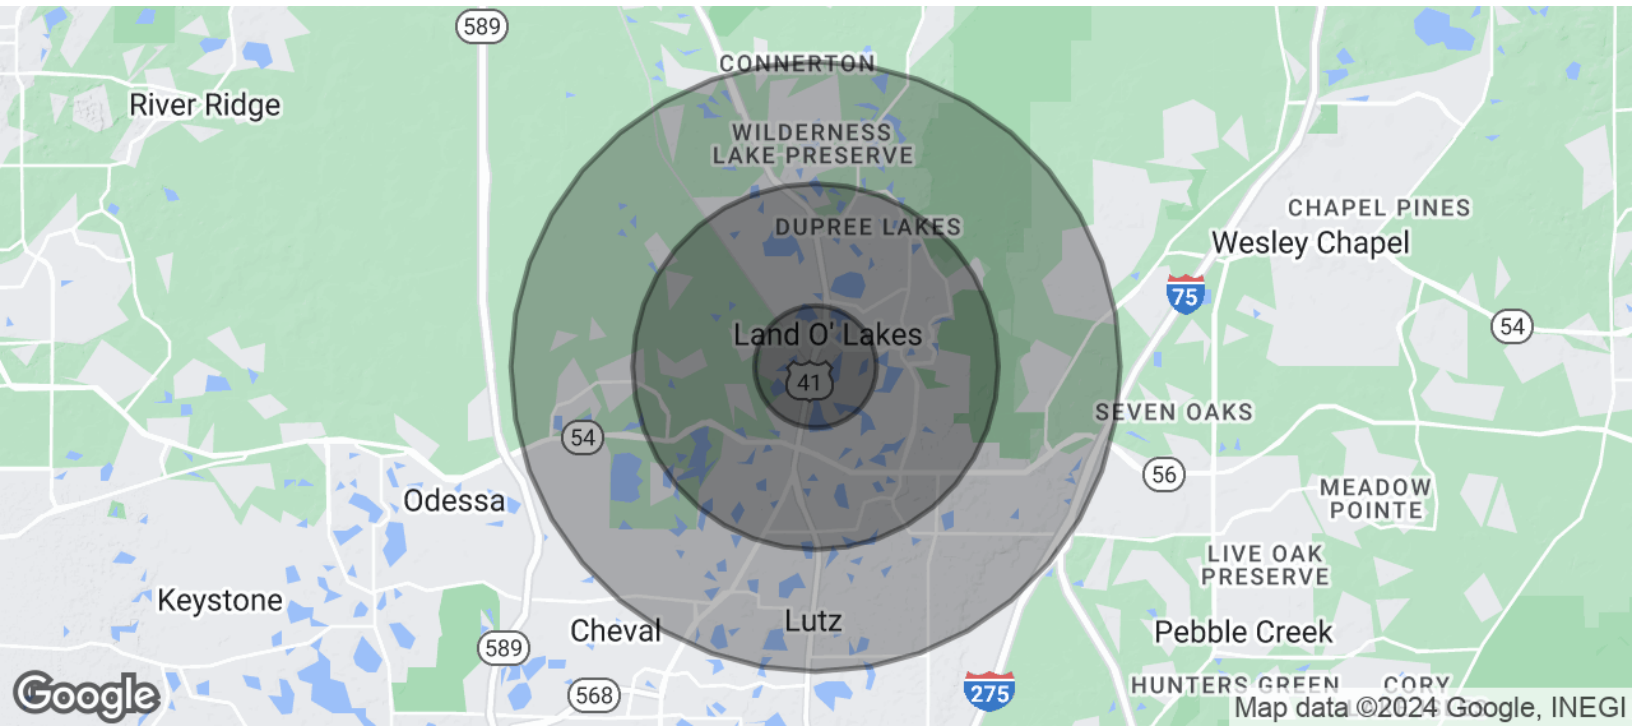 589
CONNERTON
River Ridge
WILDERNESS
LAKE PRESERVE
CHAPEL PINES
DUPREE LAKES
Wesley Chapel
75
54
Land O' Lakes
41
SEVEN OAKS
54
56
Odessa
MEADOW
POINTE
LIVE OAK
PRESERVE
Keystone
Lutz
Cheval
Pebble Creek
589
HUNTERS GREEN
CORY
275
568
Google
Map data ©2024 Google, INEGI